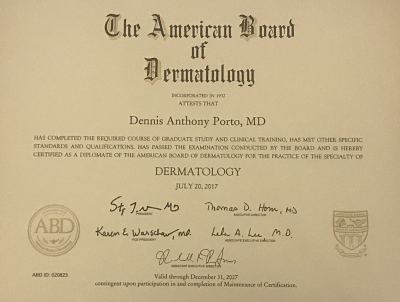 The American Board
of
Dermatology
INCORPORATED IN 1932
ATTESTS THAT
Dennis Anthony Porto, MD
HAS COMPLETED THE REQUIRED COURSE OF GRADUATE STUDY AND CLINICAL TRAINING, HAS MET OTHER SPECIFIC
STANDARDS AND QUALIFICATIONS, HAS PASSED THE EXAMINATION CONDUCTED BY THE BOARD AND IS HEREBY
CERTIFIED AS A DIPLOMATE OF THE AMERICAN BOARD OF DERMATOLOGY FOR THE PRACTICE OF THE SPECIALTY OF
DERMATOLOGY
JULY 20, 2017
MD
PRESIDENT
Thomas D. Horn, MD
EXECUTIVE DIRECTOR
Karen E. Warshaw, MD
VICE PRESIDENT
Lela A. Lee M.D.
ASSOCIATE EXECUTIVE DIRECTOR
ABD
ASSISTANT EXECUTIVE DIRECTOR
ABD ID: 020823
Valid through December 31, 2027
contingent upon participation in and completion of Maintenance of Certification.